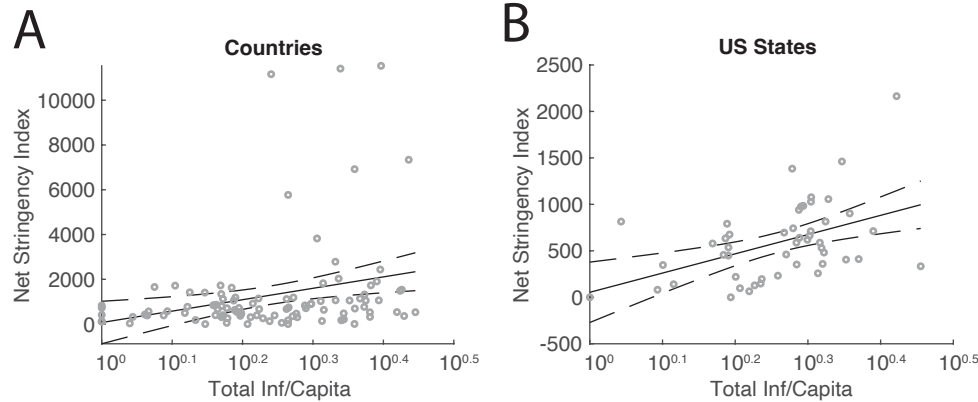 A
Countries
Net Stringency Index
10000
8000
6000
4000
2000
0
10^0 10^0.1 10^0.2 10^0.3 10^0.4 10^0.5
Total Inf/Capita
B
US States
Net Stringency Index
2500
2000
1500
1000
500
0
-500
10^0 10^0.1 10^0.2 10^0.3 10^0.4 10^0.5
Total Inf/Capita